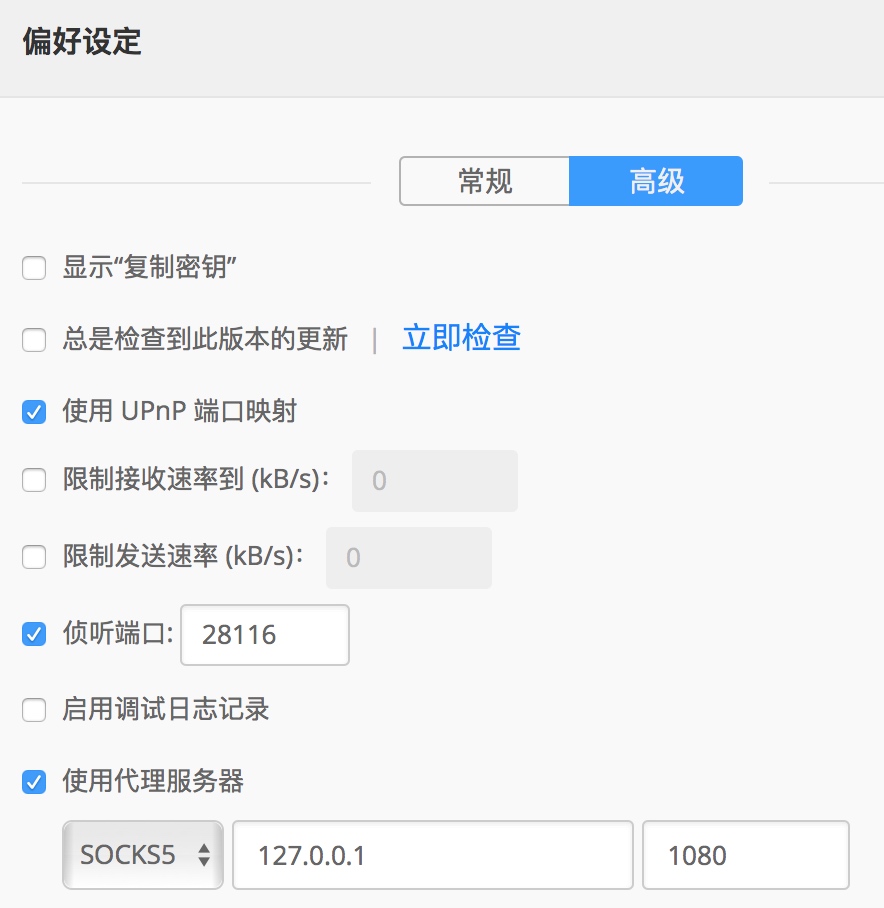 偏好设定
常规 高级
显示“复制密钥”
总是检查到此版本的更新 | 立即检查
使用 UPnP 端口映射
限制接收速率到 (kB/s): 0
限制发送速率 (kB/s): 0
侦听端口: 28116
启用调试日志记录
使用代理服务器
SOCKS5 127.0.0.1 1080